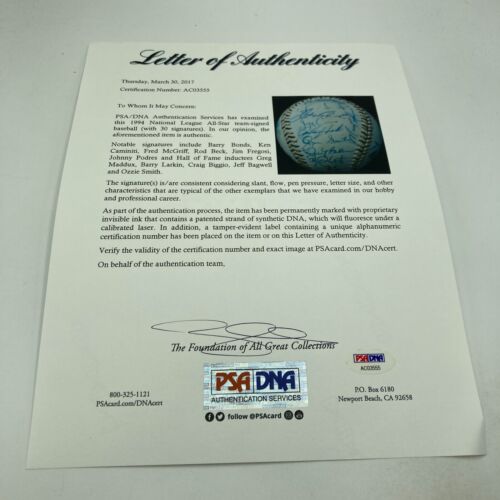 Letter of Authenticity
Thursday, March 30, 2017
Certification Number: AC03555
To Whom It May Concern:
PSA/DNA Authentication Services has examined
this 1994 National League All-Star team-signed
baseball (with 30 signatures). In our opinion, the
aforementioned item is authentic.
Notable signatures include Barry Bonds, Ken
Caminiti, Fred McGriff, Rod Beck, Jim Fregosi,
Johnny Podres and Hall of Fame inductees Greg
Maddux, Barry Larkin, Craig Biggio, Jeff Bagwell
and Ozzie Smith.
The signature(s) is/are consistent considering slant, flow, pen pressure, letter size, and other
characteristics that are typical of the other exemplars that we have examined in our hobby
and professional career.
As part of the authentication process, the item has been permanently marked with proprietary
invisible ink that contains a patented strand of synthetic DNA, which will fluoresce under a
calibrated laser. In addition, a tamper-evident label containing a unique alphanumeric
certification number has been placed on the item or on this Letter of Authenticity.
Verify the validity of the certification number and exact image at PSAcard.com/DNAcert.
On behalf of the authentication team,
The Foundation of All Great Collections
PSA DNA
AC03555
PSA DNA
AUTHENTICATION SERVICES
follow @PSAcard
800-325-1121
PSAcard.com/DNAcert
P.O. Box 6180
Newport Beach, CA 92658